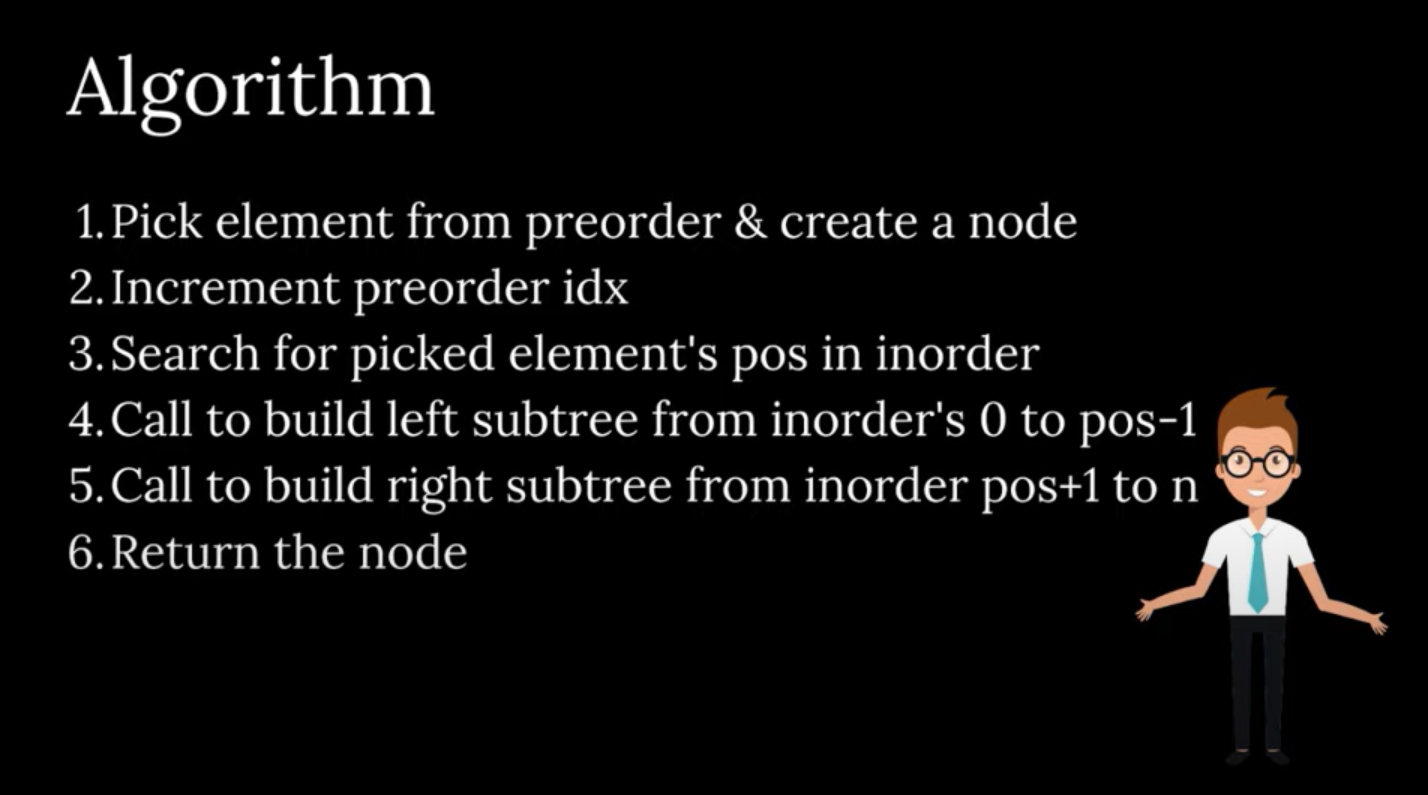 Algorithm
1. Pick element from preorder & create a node
2. Increment preorder idx
3. Search for picked element's pos in inorder
4. Call to build left subtree from inorder's 0 to pos-1
5. Call to build right subtree from inorder pos+1 to n
6. Return the node